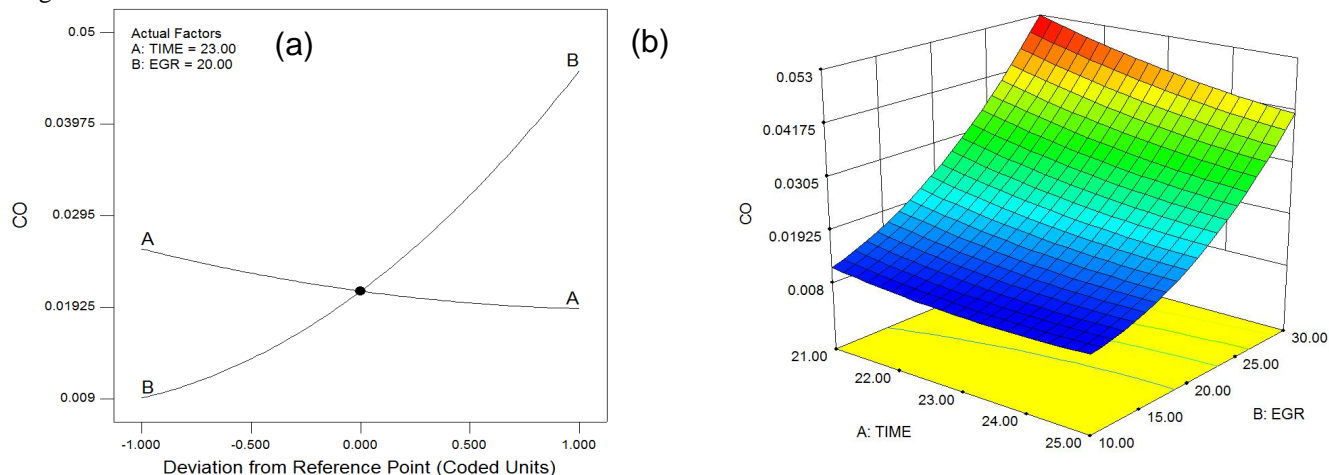 Actual Factors
A: TIME = 23.00
B: EGR = 20.00
(a)
0.05
0.03975
0.0295
0.01925
0.009
CO
A
B
B
A
-1.000
-0.500
0.000
0.500
1.000
Deviation from Reference Point (Coded Units)
(b)
0.053
0.04175
0.0305
0.01925
0.008
CO
21.00
22.00
23.00
24.00
25.00
A: TIME
10.00
15.00
20.00
25.00
30.00
B: EGR